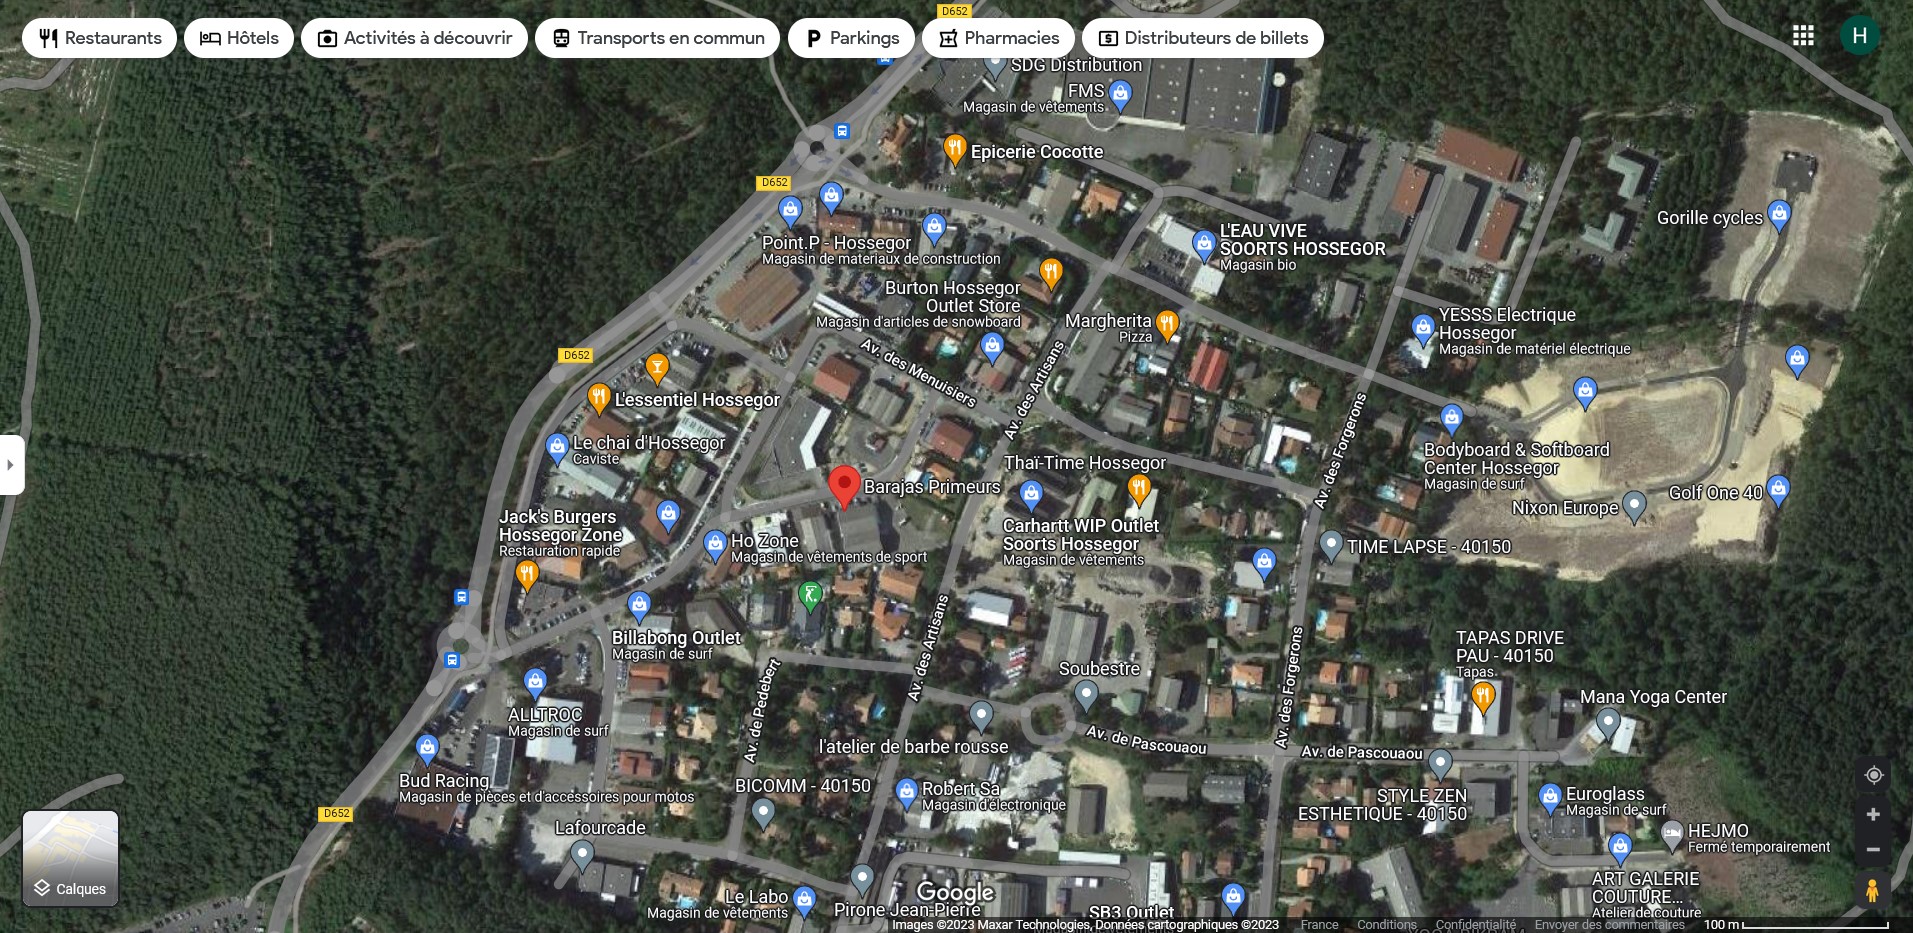 D652
Restaurants
Hôtels
Activités à découvrir
Transports en commun
Parkings
Pharmacies
Distributeurs de billets
H
SDG Distribution
FMS
Magasin de vêtements
Epicerie Cocotte
D652
Gorille cycles
L'EAU VIVE
SOORTS HOSSEGOR
Magasin bio
Point.P - Hossegor
Magasin de materiaux de construction
Burton Hossegor
Outlet Store
Magasin d'articles de snowboard
Margherita
Pizza
YESSS Electrique
Hossegor
Magasin de matériel électrique
D652
Av. des Menuisiers
Av. des Artisans
Av. des Forgerons
L'essentiel Hossegor
Le chai d'Hossegor
Caviste
Bodyboard & Softboard
Center Hossegor
Magasin de surf
Thaï-Time Hossegor
Barajas Primeurs
Golf One 40
Nixon Europe
Jack's Burgers
Hossegor Zone
Restauration rapide
Carhartt WIP Outlet
Soorts Hossegor
Magasin de vêtements
Ho Zone
Magasin de vêtements de sport
TIME LAPSE - 40150
Billabong Outlet
Magasin de surf
Av. des Artisans
Av. des Forgerons
TAPAS DRIVE
PAU - 40150
Tapas
Soubestre
Av. de Pédebert
Mana Yoga Center
ALLTROC
Magasin de surf
l'atelier de barbe rousse
Av. de Pascouaou
Av. de Pascouaou
Bud Racing
Magasin de pièces et d'accessoires pour motos
BICOMM - 40150
Robert Sa
Magasin d'électronique
STYLE ZEN
ESTHETIQUE - 40150
Euroglass
Magasin de surf
D652
Lafourcade
HEJMO
Fermé temporairement
Calques
Le Labo
Magasin de vêtements
Pirone Jean-Pierre
Google
SB3 Outlet
ART GALERIE
COUTURE...
Atelier de couture
Images ©2023 Maxar Technologies, Données cartographiques ©2023
France
Conditions
Confidentialité
Envoyer des commentaires
100 m